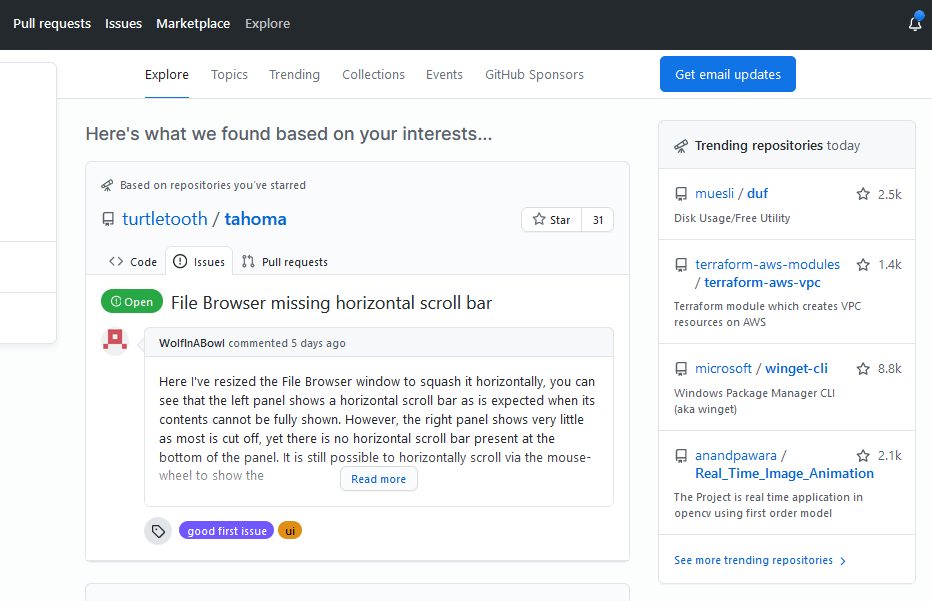 Pull requests Issues Marketplace Explore
Explore Topics Trending Collections Events GitHub Sponsors Get email updates
Here's what we found based on your interests...
Based on repositories you've starred
turtletooth / tahoma
Star 31
Code Issues Pull requests
Open File Browser missing horizontal scroll bar
WolfInABowl commented 5 days ago
Here I've resized the File Browser window to squash it horizontally, you can
see that the left panel shows a horizontal scroll bar as is expected when its
contents cannot be fully shown. However, the right panel shows very little
as most is cut off, yet there is no horizontal scroll bar present at the
bottom of the panel. It is still possible to horizontally scroll via the mouse-
wheel to show the
Read more
good first issue ui
Trending repositories today
muesli / duf 2.5k
Disk Usage/Free Utility
terraform-aws-modules 1.4k
/ terraform-aws-vpc
Terraform module which creates VPC
resources on AWS
microsoft / winget-cli 8.8k
Windows Package Manager CLI
(aka winget)
anandpawara / 2.1k
Real_Time_Image_Animation
The Project is real time application in
opencv using first order model
See more trending repositories